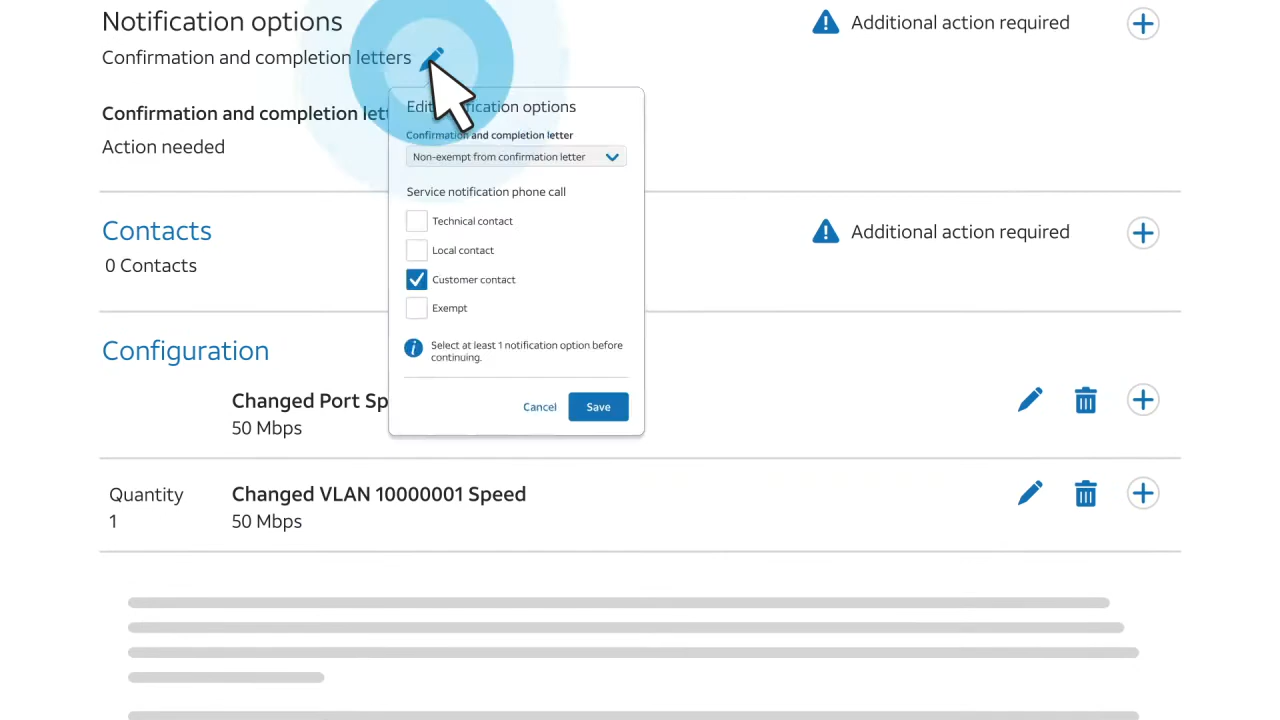 Notification options
Additional action required
Confirmation and completion letters
Confirmation and completion
Action needed
Edit notification options
Confirmation and completion letter
Non-exempt from confirmation letter
Service notification phone call
Technical contact
Local contact
Customer contact
Exempt
Select at least 1 notification option before
continuing.
Cancel Save
Contacts
Additional action required
0 Contacts
Configuration
Changed Port
50 Mbps
Quantity
1
Changed VLAN 10000001 Speed
50 Mbps